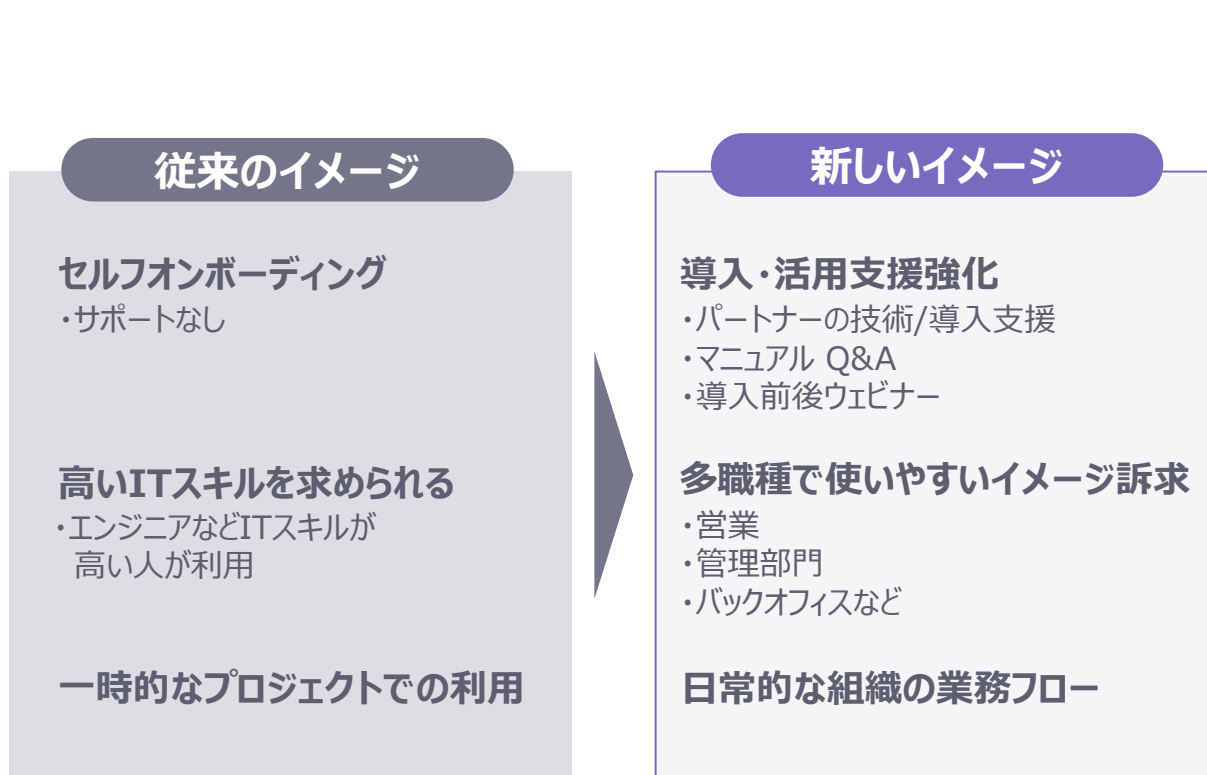 従来のイメージ
セルフオンボーディング
・サポートなし
高いITスキルを求められる
・エンジニアなどITスキルが
高い人が利用
一時的なプロジェクトでの利用
新しいイメージ
導入・活用支援強化
・パートナーの技術/導入支援
・マニュアル Q&A
・導入前後ウェビナー
多職種で使いやすいイメージ訴求
・営業
・管理部門
・バックオフィスなど
日常的な組織の業務フロー